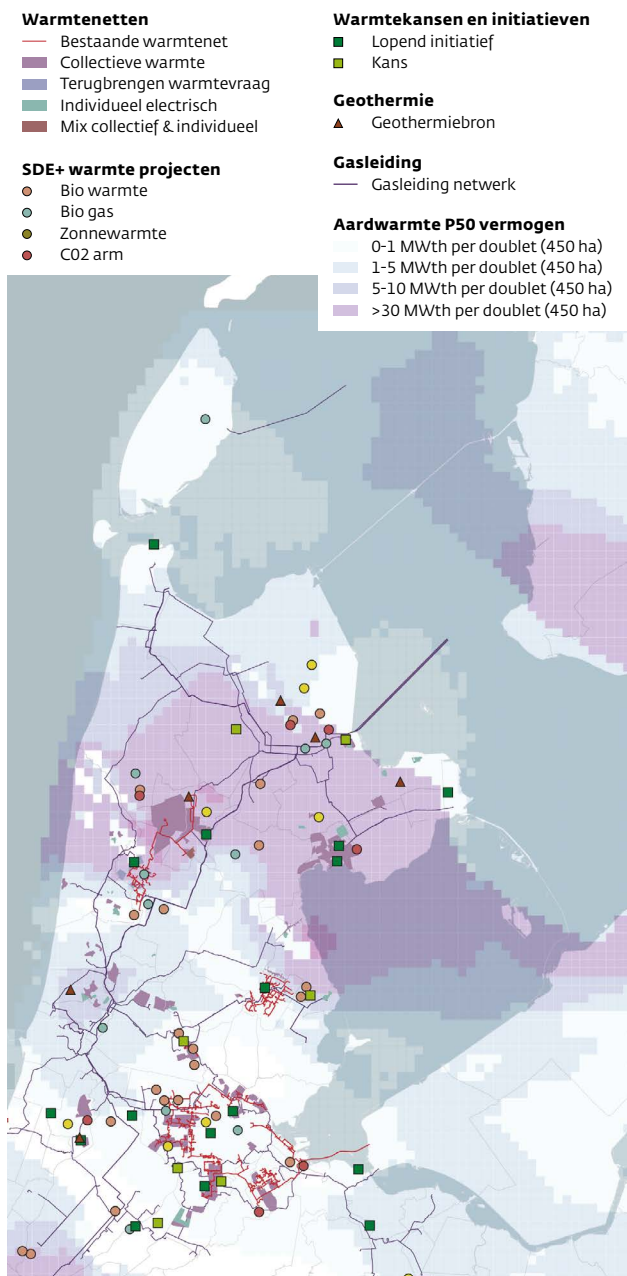 Warmtenetten
Bestaande warmtenet
Collectieve warmte
Terugbrengen warmtevraag
Individueel electrisch
Mix collectief & individueel
SDE+ warmte projecten
Bio warmte
Bio gas
Zonnewarmte
C02 arm
Warmtekansen en initiatieven
Lopend initiatief
Kans
Geothermie
Geothermiebron
Gasleiding
Gasleiding netwerk
Aardwarmte P50 vermogen
0-1 MWth per doublet (450 ha)
1-5 MWth per doublet (450 ha)
5-10 MWth per doublet (450 ha)
>30 MWth per doublet (450 ha)